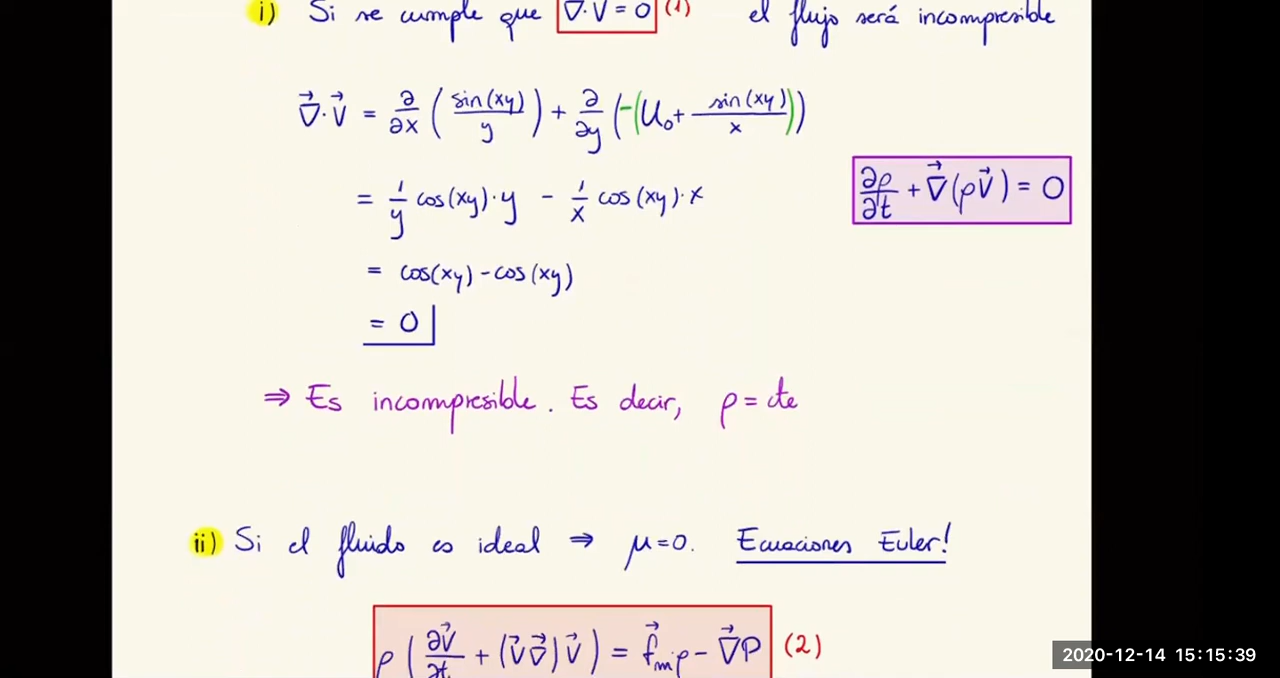 i) Si se cumple que ∇·V = 0 (1) el flujo será incompresible
∇⃗·V⃗ = ∂/∂x (sin(xy)/y) + ∂/∂y (-(U₀ + sin(xy)/x))
= 1/y cos(xy)·y - 1/x cos(xy)·x
∂ρ/∂t + ∇⃗(ρV⃗) = 0
= cos(xy) - cos(xy)
= 0
⇒ Es incompresible. Es decir, ρ = cte
ii) Si el fluido es ideal ⇒ μ=0. Ecuaciones Euler!
ρ (∂V⃗/∂t + (V⃗∇⃗)V⃗) = f⃗ₘρ - ∇⃗P (2)
2020-12-14 15:15:39